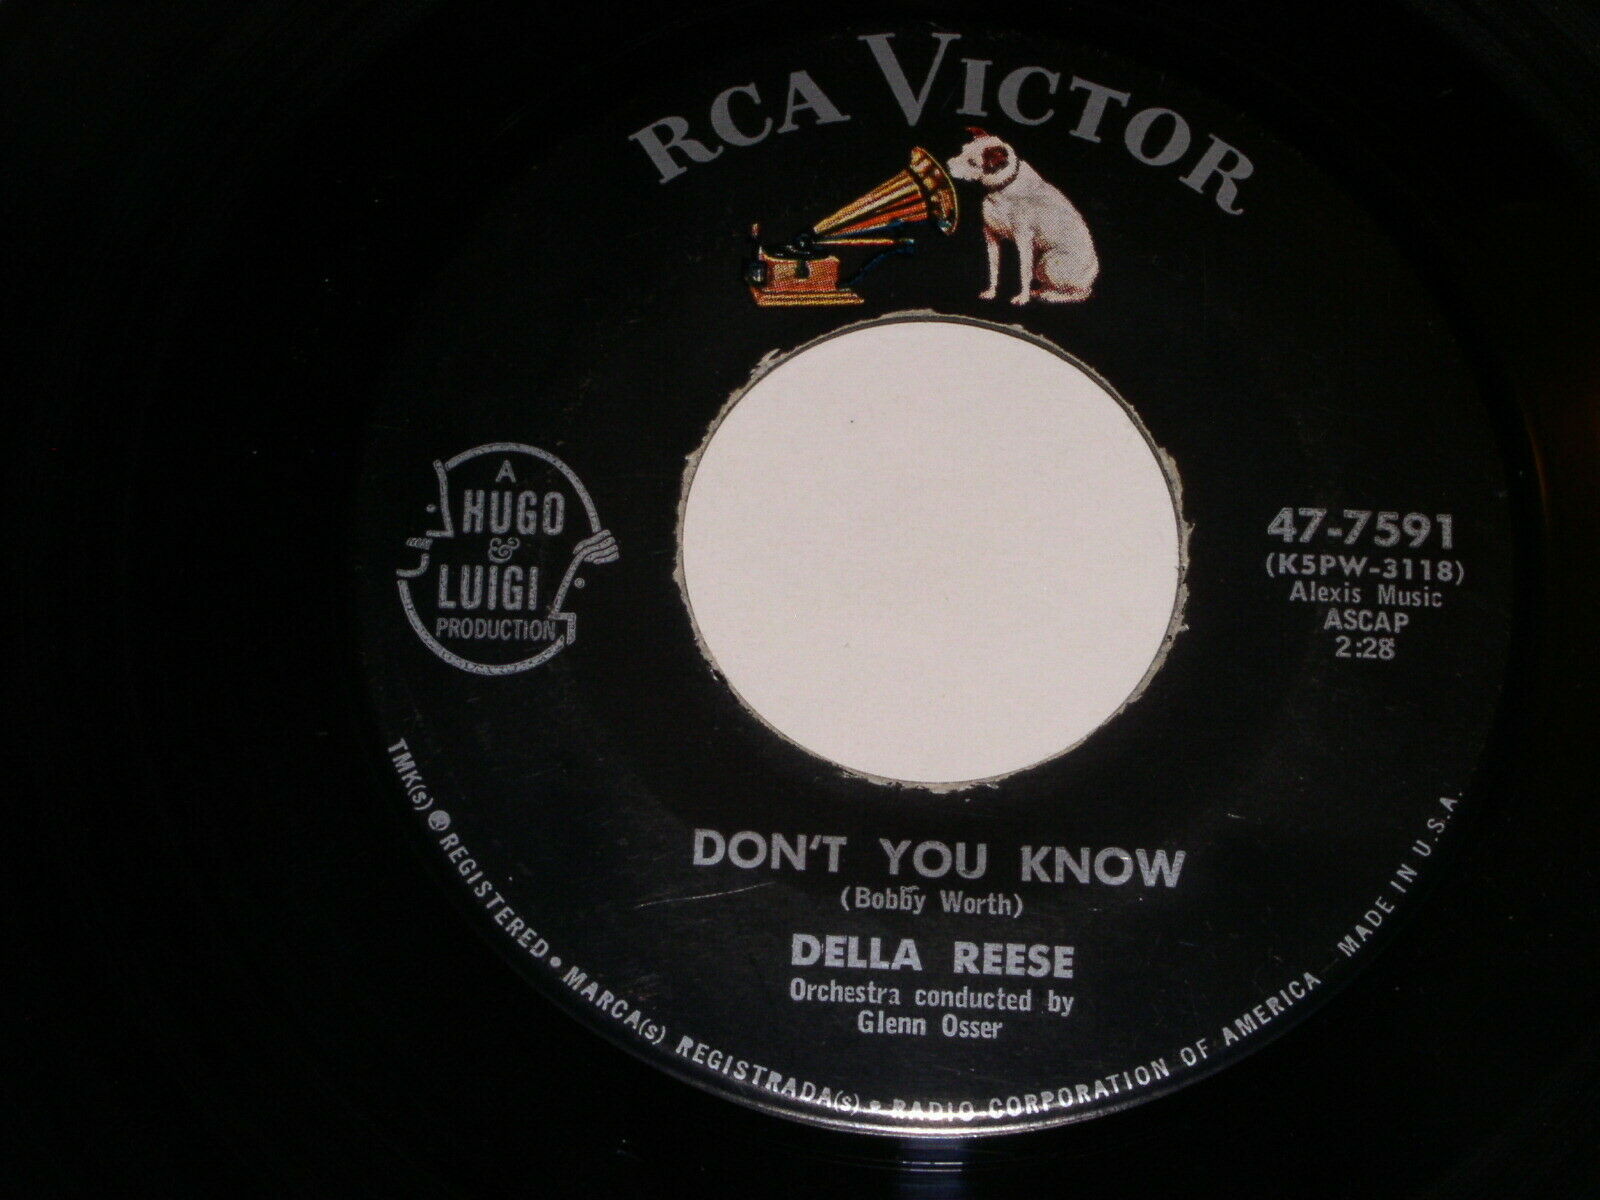 RCA VICTOR
A
HUGO
&
LUIGI
PRODUCTION
47-7591
(K5PW-3118)
Alexis Music
ASCAP
2:28
DON'T YOU KNOW
(Bobby Worth)
DELLA REESE
Orchestra conducted by
Glenn Osser
TMK(s) ® REGISTERED • MARCA(s) REGISTRADA(s) • RADIO CORPORATION OF AMERICA MADE IN U.S.A.